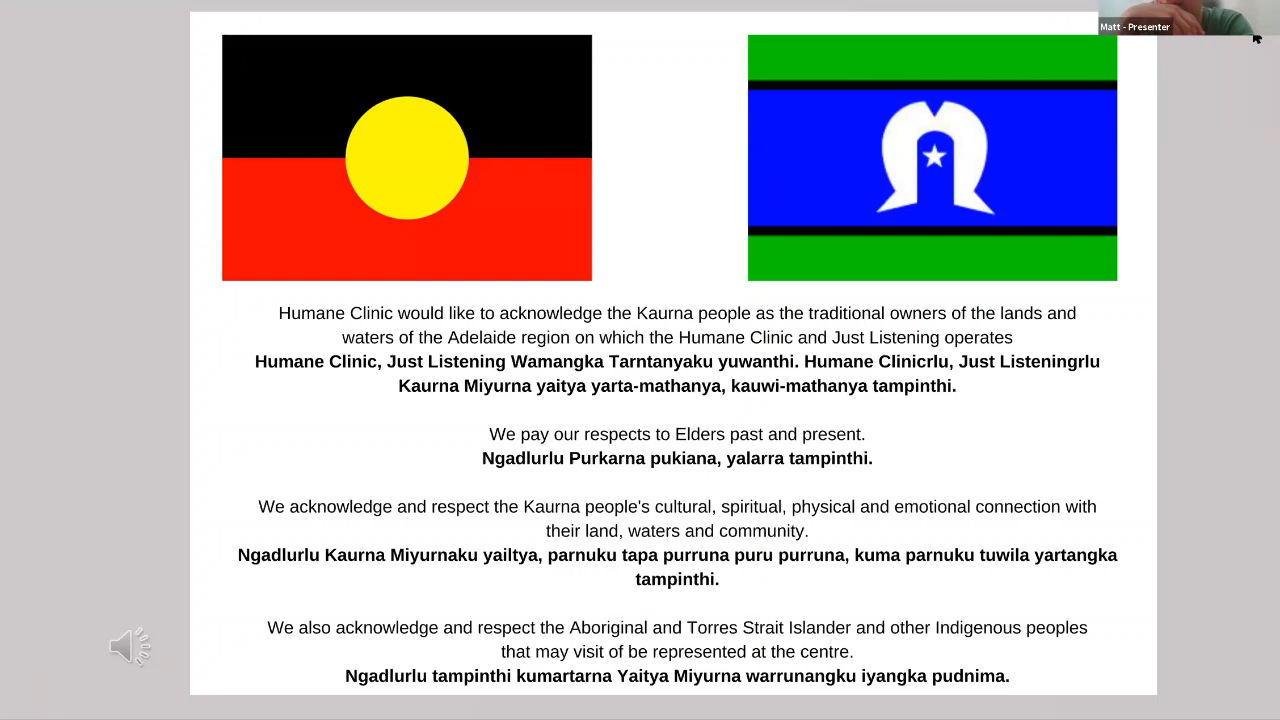 Matt - Presenter
Humane Clinic would like to acknowledge the Kaurna people as the traditional owners of the lands and
waters of the Adelaide region on which the Humane Clinic and Just Listening operates
Humane Clinic, Just Listening Wamangka Tarntanyaku yuwanthi. Humane Clinicrlu, Just Listeningrlu
Kaurna Miyurna yaitya yarta-mathanya, kauwi-mathanya tampinthi.
We pay our respects to Elders past and present.
Ngadlurlu Purkarna pukiana, yalarra tampinthi.
We acknowledge and respect the Kaurna people's cultural, spiritual, physical and emotional connection with
their land, waters and community.
Ngadlurlu Kaurna Miyurnaku yailtya, parnuku tapa purruna puru purruna, kuma parnuku tuwila yartangka
tampinthi.
We also acknowledge and respect the Aboriginal and Torres Strait Islander and other Indigenous peoples
that may visit of be represented at the centre.
Ngadlurlu tampinthi kumartarna Yaitya Miyurna warrunangku iyangka pudnima.